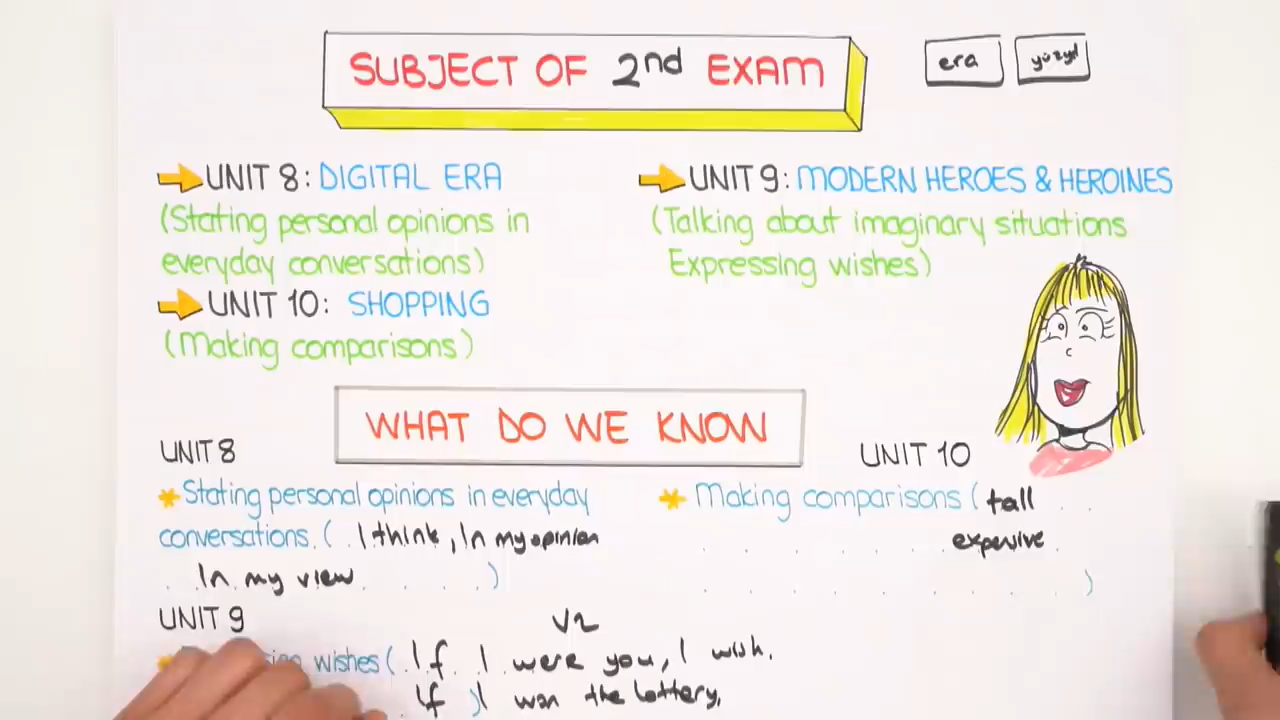 SUBJECT OF 2nd EXAM
era
yüzyıl
UNIT 8: DIGITAL ERA
(Stating personal opinions in
everyday conversations)
UNIT 9: MODERN HEROES & HEROINES
(Talking about imaginary situations
Expressing wishes)
UNIT 10: SHOPPING
(Making comparisons)
WHAT DO WE KNOW
UNIT 8
* Stating personal opinions in everyday
conversations. ( . I think, In my opinion
. . In my view . . . . )
UNIT 10
* Making comparisons ( tall . .
. . . . . . . expensive
. . . . . . . . . . . )
UNIT 9
V2
wishes ( . If . I were you, I wish.
If ) I won the lottery,